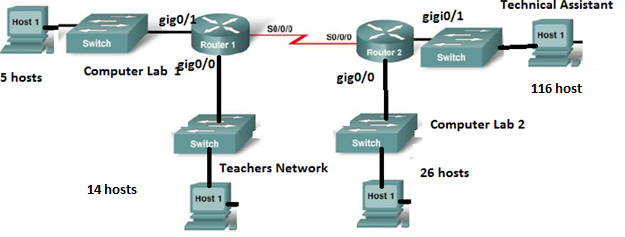 Technical Assistant
Host 1
gig0/1
gigi0/1
S0/0/0
S0/0/0
Host 1
Switch
Router 1
Router 2
Switch
Computer Lab 1
gig0/0
gig0/0
5 hosts
116 host
Computer Lab 2
Switch
Switch
Teachers Network
26 hosts
14 hosts
Host 1
Host 1